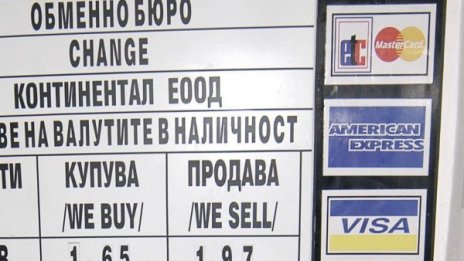 ОБМЕННО БЮРО
CHANGE
КОНТИНЕНТАЛ ЕООД
ВЕ НА ВАЛУТИТЕ В НАЛИЧНОСТ
ТИ
КУПУВА
/WE BUY/
ПРОДАВА
/WE SELL/
etc
MasterCard
AMERICAN
EXPRESS
VISA